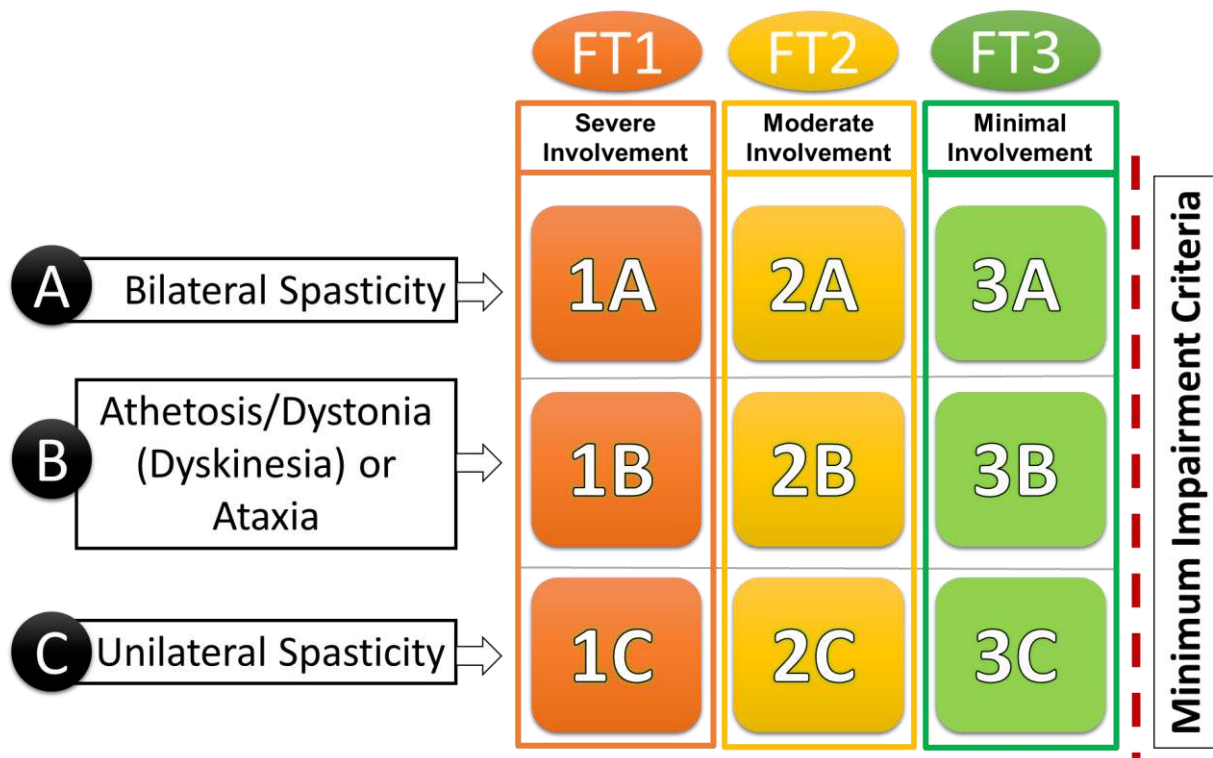 FT1 FT2 FT3
Severe Moderate Minimal
Involvement Involvement Involvement
A Bilateral Spasticity 1A 2A 3A
Athetosis/Dystonia
B (Dyskinesia) or 1B 2B 3B
Ataxia
C Unilateral Spasticity 1C 2C 3C
Minimum Impairment Criteria